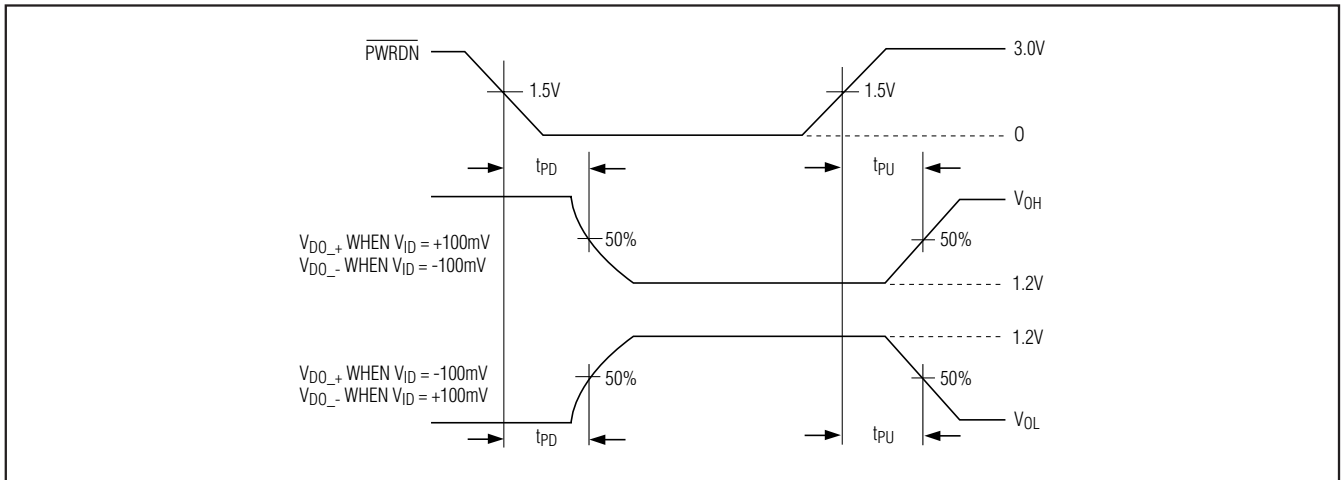 PWRDN
3.0V
1.5V
1.5V
0
tPD
tPU
VOH
VDO_+ WHEN VID = +100mV
VDO_- WHEN VID = -100mV
50%
50%
1.2V
1.2V
VDO_+ WHEN VID = -100mV
VDO_- WHEN VID = +100mV
50%
50%
VOL
tPD
tPU